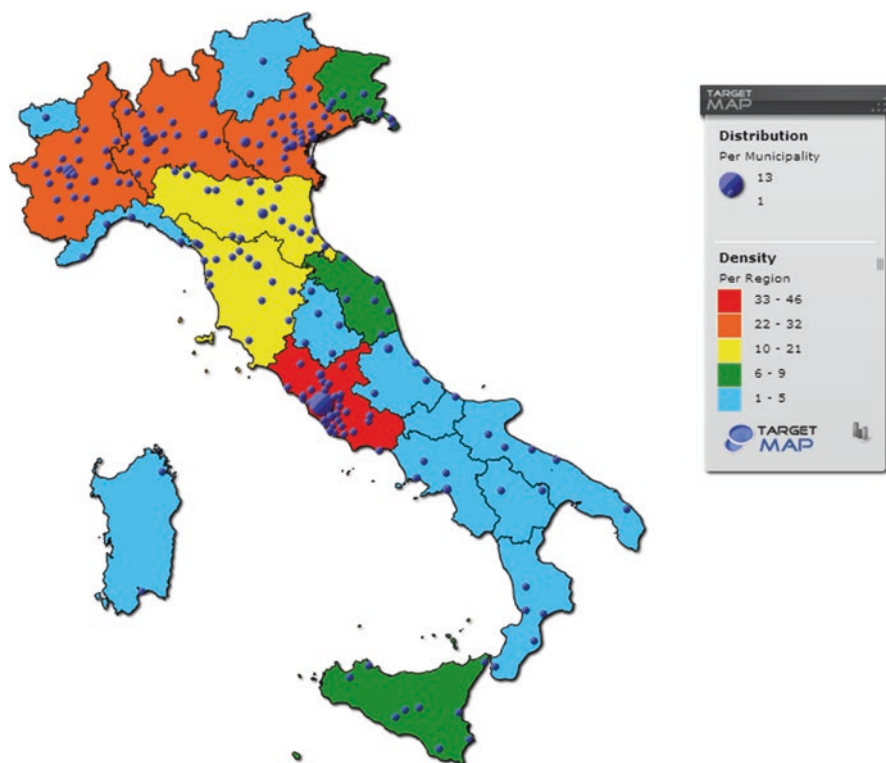 TARGET
MAP
Distribution
Per Municipality
13
1
Density
Per Region
33 - 46
22 - 32
10 - 21
6 - 9
1 - 5
TARGET
MAP